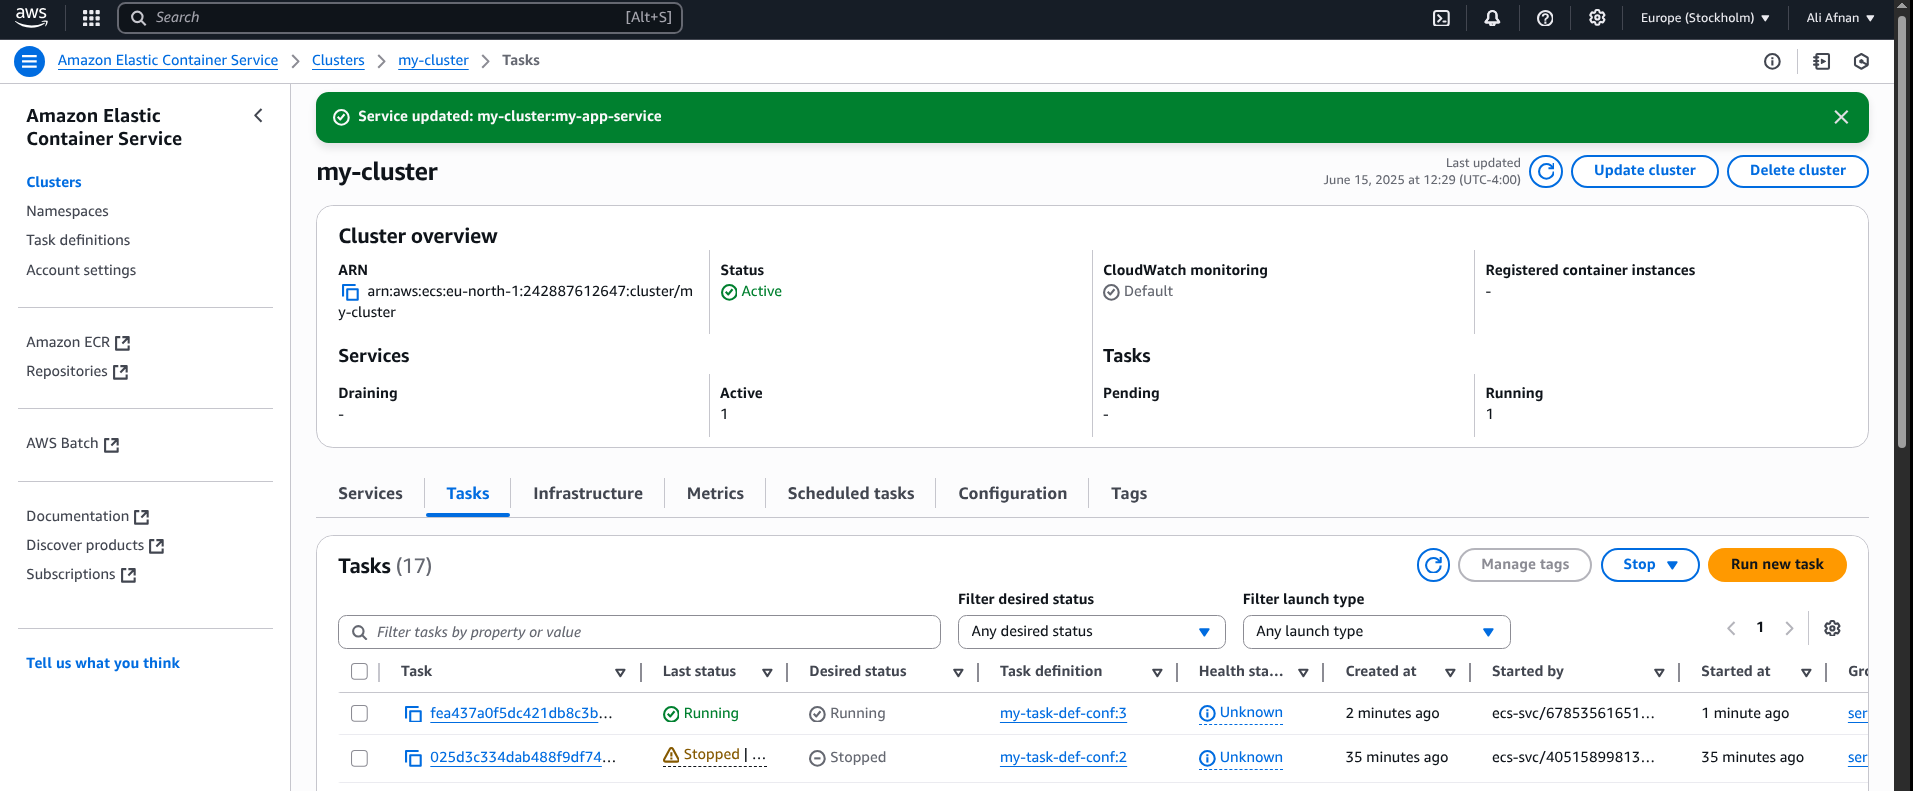 aws
Search [Alt+S]
Europe (Stockholm)
Ali Afnan
Amazon Elastic Container Service
Clusters
my-cluster
Tasks
Amazon Elastic
Container Service
Clusters
Namespaces
Task definitions
Account settings
Amazon ECR
Repositories
AWS Batch
Documentation
Discover products
Subscriptions
Tell us what you think
Service updated: my-cluster:my-app-service
my-cluster
Last updated
June 15, 2025 at 12:29 (UTC-4:00)
Update cluster
Delete cluster
Cluster overview
ARN
arn:aws:ecs:eu-north-1:242887612647:cluster/m
y-cluster
Status
Active
CloudWatch monitoring
Default
Registered container instances
-
Services
Tasks
Draining
-
Active
1
Pending
-
Running
1
Services Tasks Infrastructure Metrics Scheduled tasks Configuration Tags
Tasks (17)
Manage tags
Stop
Run new task
Filter tasks by property or value
Filter desired status
Any desired status
Filter launch type
Any launch type
1
Task Last status Desired status Task definition Health sta... Created at Started by Started at Gro
fea437a0f5dc421db8c3b... Running Running my-task-def-conf:3 Unknown 2 minutes ago ecs-svc/67853561651... 1 minute ago ser
025d3c334dab488f9df74... Stopped | ... Stopped my-task-def-conf:2 Unknown 35 minutes ago ecs-svc/40515899813... 35 minutes ago ser